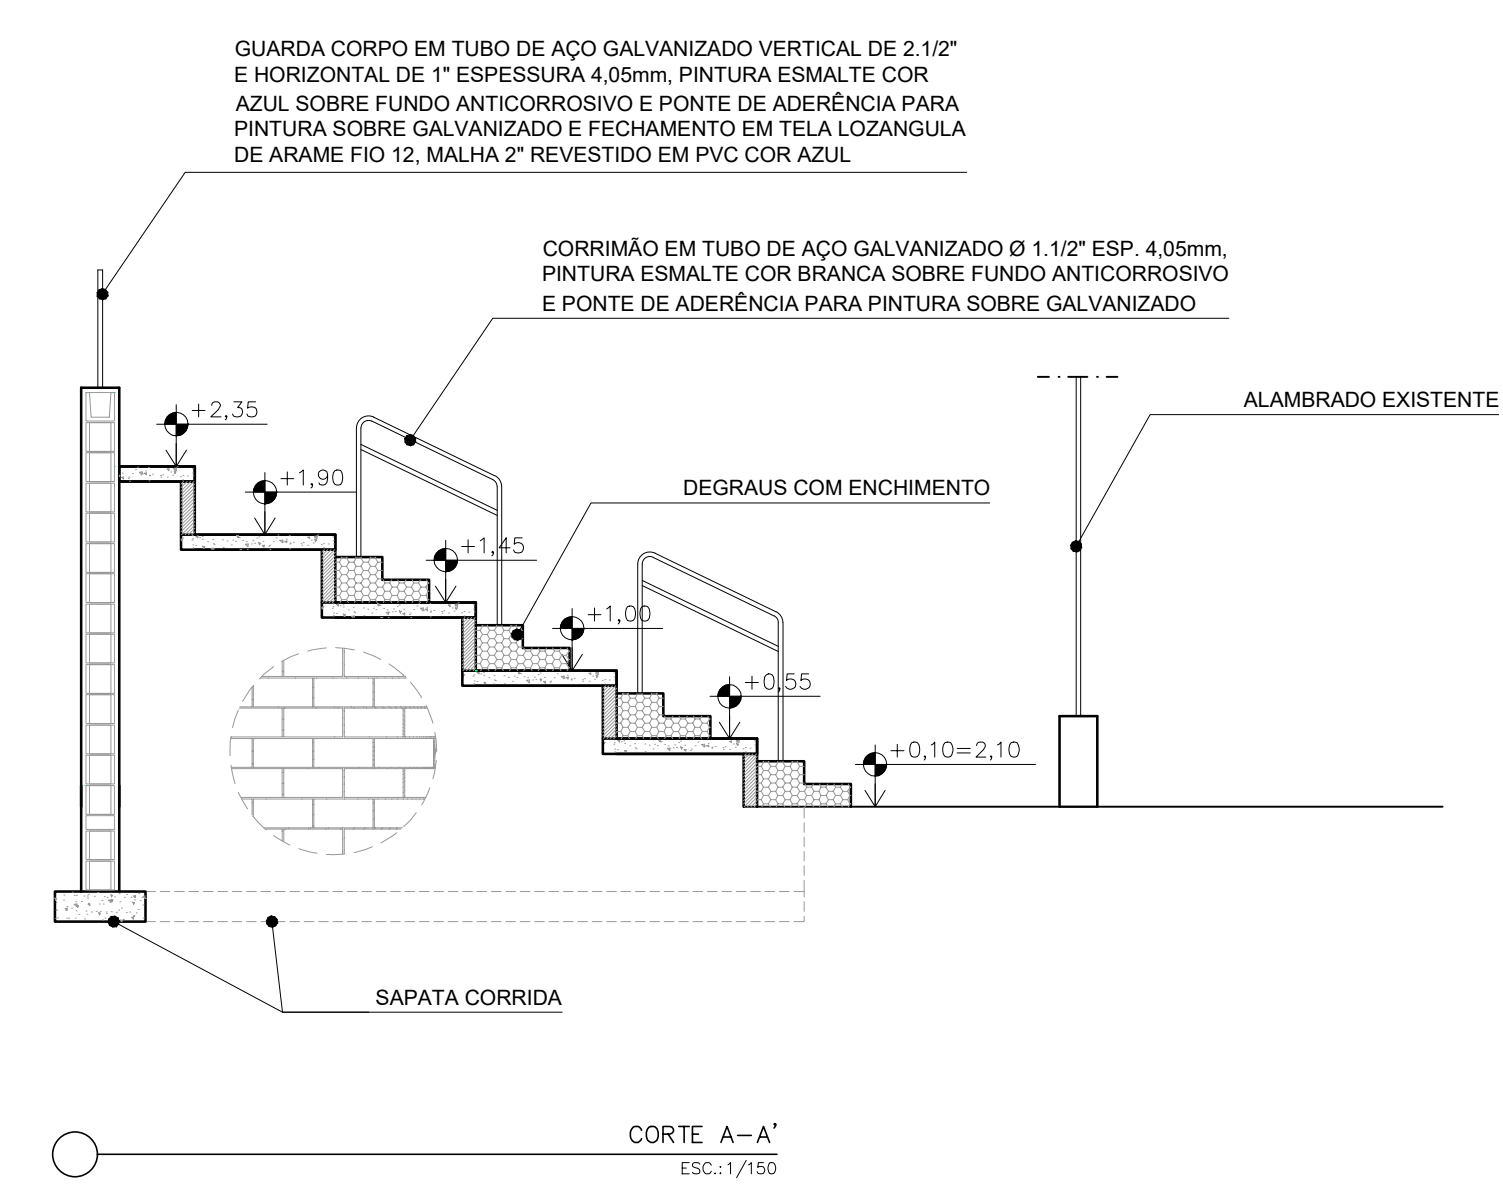 GUARDA CORPO EM TUBO DE AÇO GALVANIZADO VERTICAL DE 2.1/2"
E HORIZONTAL DE 1" ESPESSURA 4,05mm, PINTURA ESMALTE COR
AZUL SOBRE FUNDO ANTICORROSIVO E PONTE DE ADERÊNCIA PARA
PINTURA SOBRE GALVANIZADO E FECHAMENTO EM TELA LOZANGULA
DE ARAME FIO 12, MALHA 2" REVESTIDO EM PVC COR AZUL
CORRIMÃO EM TUBO DE AÇO GALVANIZADO Ø 1.1/2" ESP. 4,05mm,
PINTURA ESMALTE COR BRANCA SOBRE FUNDO ANTICORROSIVO
E PONTE DE ADERÊNCIA PARA PINTURA SOBRE GALVANIZADO
ALAMBRADO EXISTENTE
+2,35
+1,90
DEGRAUS COM ENCHIMENTO
+1,45
+1,00
+0,55
+0,10=2,10
SAPATA CORRIDA
CORTE A-A'
ESC.:1/150